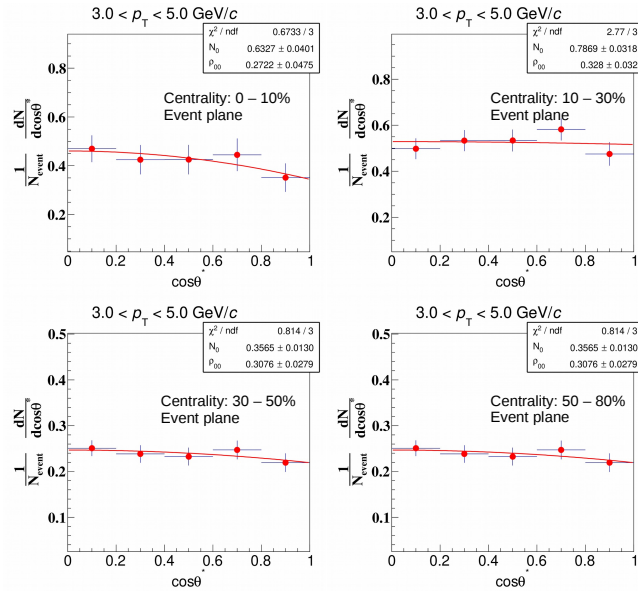 3.0 < p_T < 5.0 GeV/c
χ² / ndf 0.6733 / 3
N₀ 0.6327 ± 0.0401
ρ₀₀ 0.2722 ± 0.0475
Centrality: 0 – 10%
Event plane
1/N_event dN/dcosθ*
0.8
0.6
0.4
0.2
0 0.2 0.4 0.6 0.8 1
cosθ*
3.0 < p_T < 5.0 GeV/c
χ² / ndf 2.77 / 3
N₀ 0.7869 ± 0.0318
ρ₀₀ 0.328 ± 0.032
Centrality: 10 – 30%
Event plane
1/N_event dN/dcosθ*
0.8
0.6
0.4
0.2
0 0.2 0.4 0.6 0.8 1
cosθ*
3.0 < p_T < 5.0 GeV/c
χ² / ndf 0.814 / 3
N₀ 0.3565 ± 0.0130
ρ₀₀ 0.3076 ± 0.0279
Centrality: 30 – 50%
Event plane
1/N_event dN/dcosθ*
0.5
0.4
0.3
0.2
0.1
0 0.2 0.4 0.6 0.8 1
cosθ*
3.0 < p_T < 5.0 GeV/c
χ² / ndf 0.814 / 3
N₀ 0.3565 ± 0.0130
ρ₀₀ 0.3076 ± 0.0279
Centrality: 50 – 80%
Event plane
1/N_event dN/dcosθ*
0.5
0.4
0.3
0.2
0.1
0 0.2 0.4 0.6 0.8 1
cosθ*